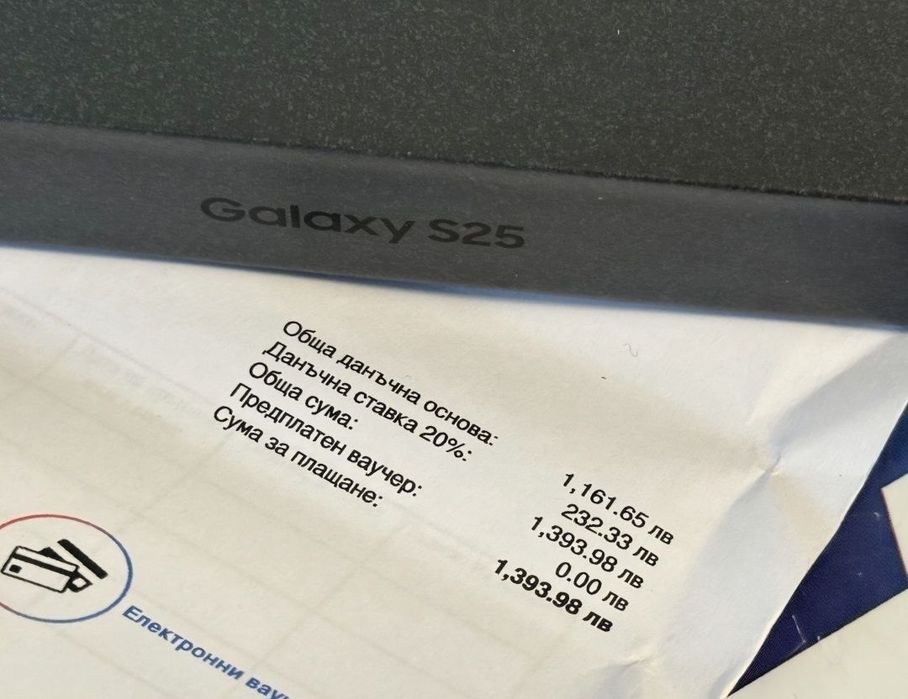 Galaxy S25
Обща данъчна основа: 1,161.65 лв
Данъчна ставка 20%: 232.33 лв
Обща сума: 1,393.98 лв
Предплатен ваучер: 0.00 лв
Сума за плащане: 1,393.98 лв
Електронни